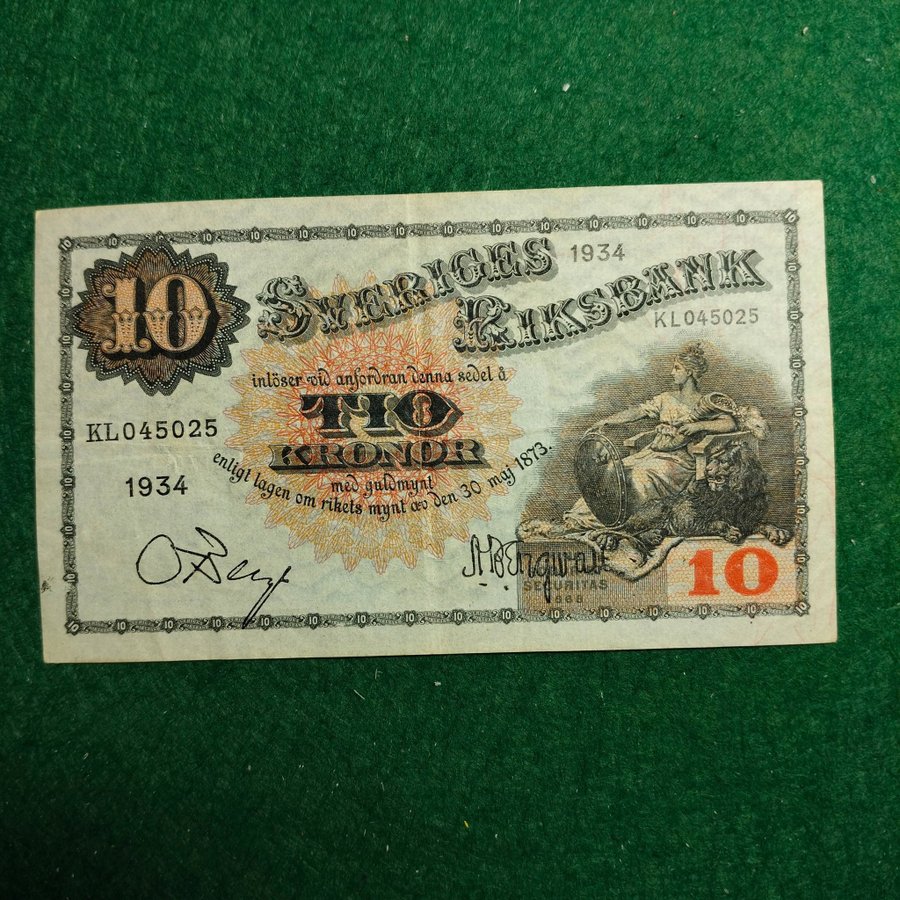 10
SVERIGES 1934
RIKSBANK
KL045025
inlöser vid anfordran denna sedel å
TIO
KRONOR
KL045025
1934
med guldmynt
enligt lagen om rikets mynt av den 30 maj 1873.
SECURITAS
10